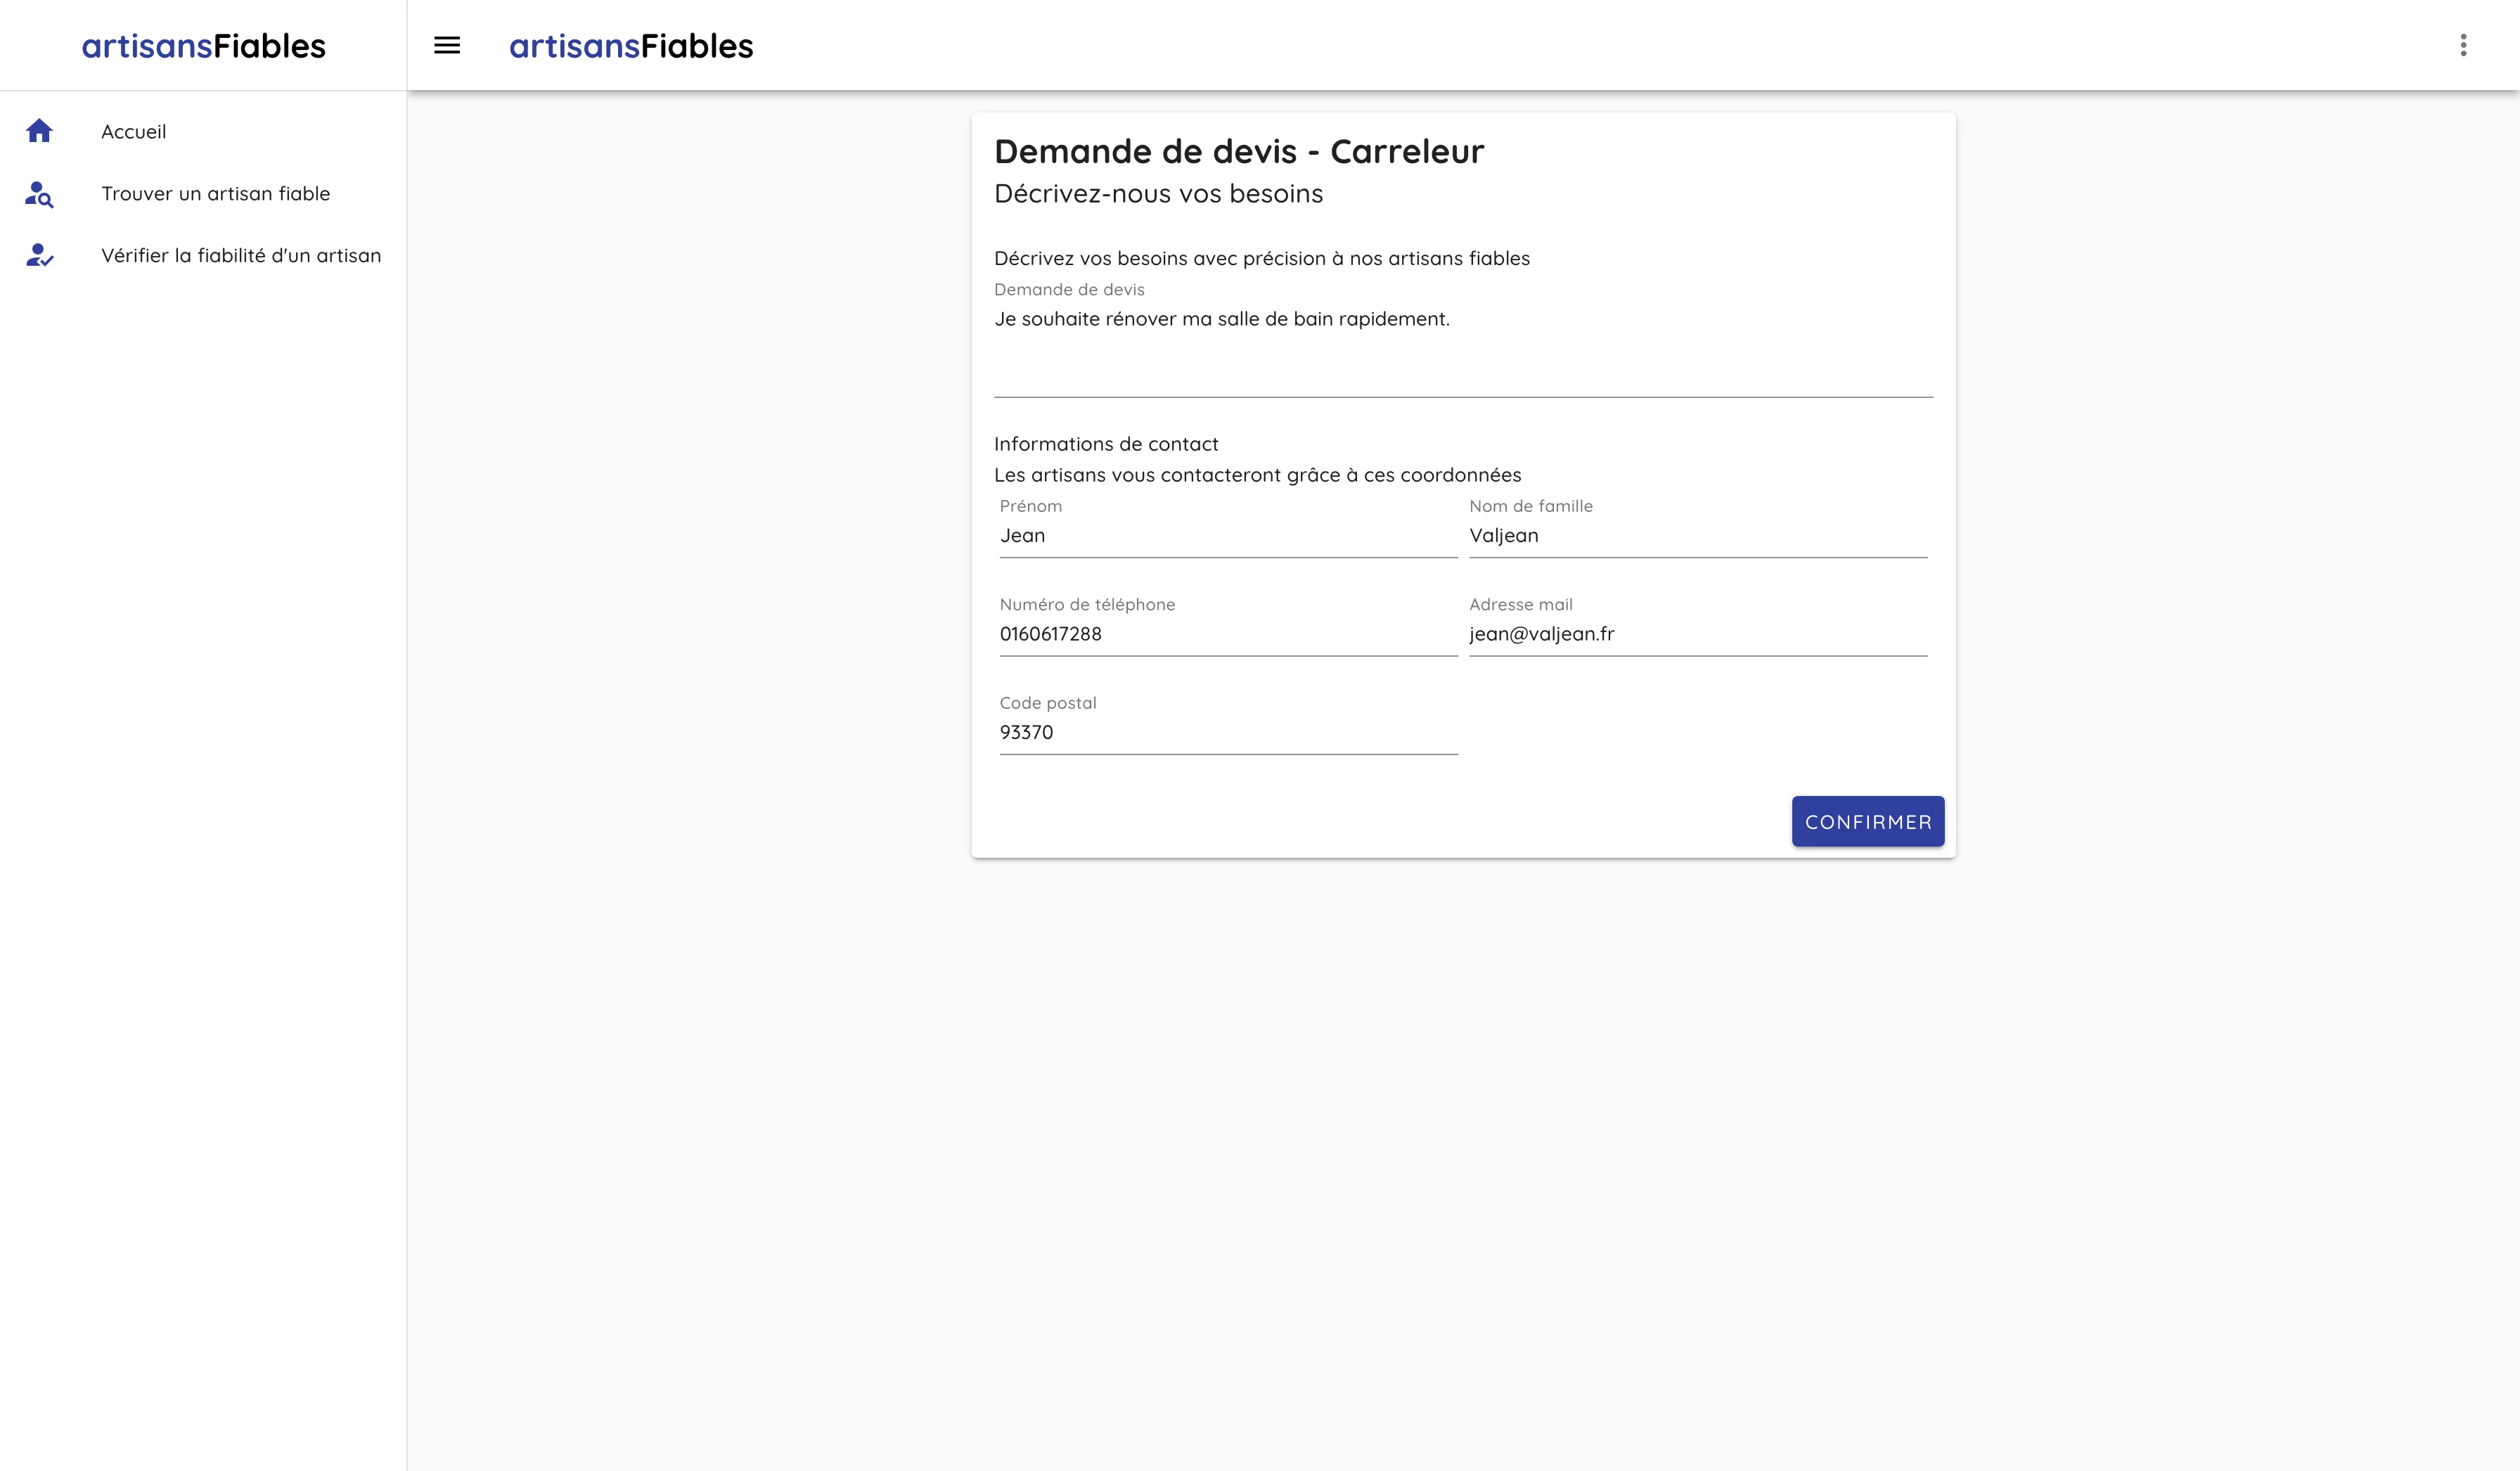 artisansFiables
artisansFiables
Accueil
Trouver un artisan fiable
Vérifier la fiabilité d'un artisan
Demande de devis - Carreleur
Décrivez-nous vos besoins
Décrivez vos besoins avec précision à nos artisans fiables
Demande de devis
Je souhaite rénover ma salle de bain rapidement.
Informations de contact
Les artisans vous contacteront grâce à ces coordonnées
Prénom
Jean
Nom de famille
Valjean
Numéro de téléphone
0160617288
Adresse mail
jean@valjean.fr
Code postal
93370
CONFIRMER